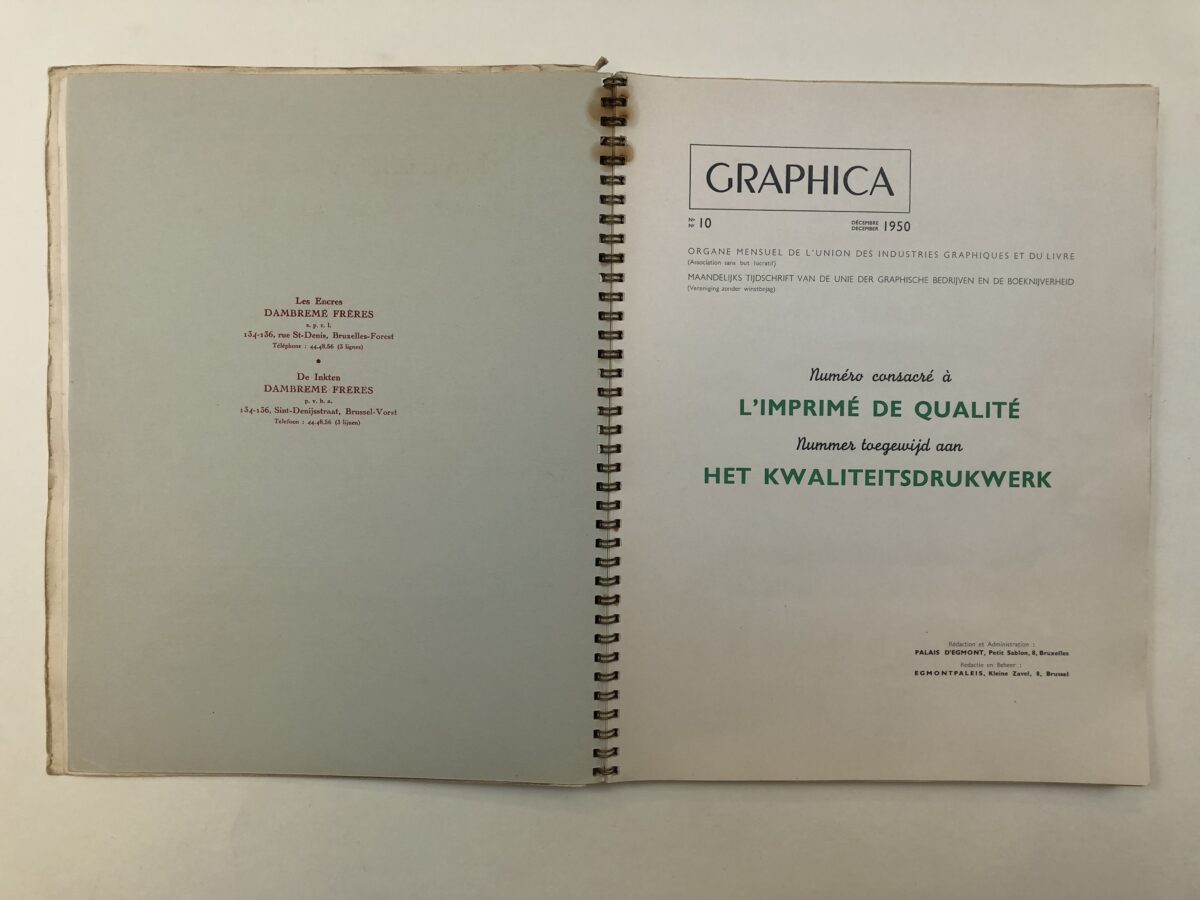 Les Encres
DAMBREMÉ FRÈRES
s. p. r. l.
134-136, rue St-Denis, Bruxelles-Forest
Téléphone : 44.48.56 (3 lignes)
De Inkten
DAMBREMÉ FRÈRES
p. v. b. a.
134-136, Sint-Denijsstraat, Brussel-Vorst
Telefoon : 44.48.56 (3 lijnen)
GRAPHICA
No
Nr 10
DÉCEMBRE
DECEMBER 1950
ORGANE MENSUEL DE L'UNION DES INDUSTRIES GRAPHIQUES ET DU LIVRE
(Association sans but lucratif)
MAANDELIJKS TIJDSCHRIFT VAN DE UNIE DER GRAPHISCHE BEDRIJVEN EN DE BOEKNIJVERHEID
(Vereniging zonder winstbejag)
Numéro consacré à
L'IMPRIMÉ DE QUALITÉ
Nummer toegewijd aan
HET KWALITEITSDRUKWERK
Rédaction et Administration :
PALAIS D'EGMONT, Petit Sablon, 8, Bruxelles
Redactie en Beheer :
EGMONTPALEIS, Kleine Zavel, 8, Brussel